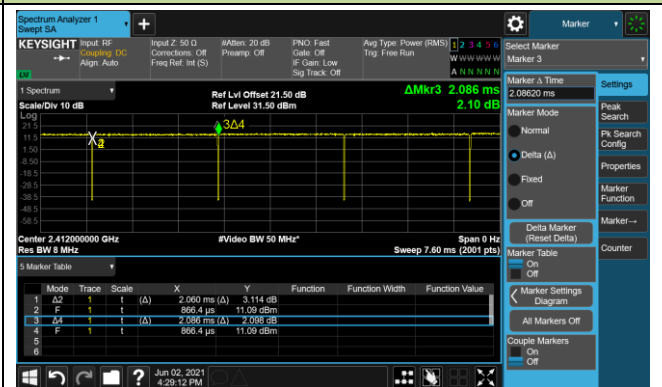 Spectrum Analyzer 1
Swept SA
+
Marker
KEYSIGHT
Input: RF
Coupling: DC
Align: Auto
Input Z: 50 Ω
Corrections: Off
Freq Ref: Int (S)
#Atten: 20 dB
Preamp: Off
PNO: Fast
Gate: Off
IF Gain: Low
Sig Track: Off
Avg Type: Power (RMS)
Trig: Free Run
1 2 3 4 5 6
W W W W W W
A N N N N N
LXI
Select Marker
Marker 3
1 Spectrum
Scale/Div 10 dB
Ref Lvl Offset 21.50 dB
Ref Level 31.50 dBm
ΔMkr3 2.086 ms
2.10 dB
Log
21.5
11.5
1.50
-8.50
-18.5
-28.5
-38.5
-48.5
-58.5
3Δ4
Center 2.412000000 GHz
Res BW 8 MHz
#Video BW 50 MHz*
Span 0 Hz
Sweep 7.60 ms (2001 pts)
5 Marker Table
Mode Trace Scale X Y Function Function Width Function Value
1 Δ2 1 t (Δ) 2.060 ms (Δ) 3.114 dB
2 F 1 t 866.4 µs 11.09 dBm
3 Δ4 1 t (Δ) 2.086 ms (Δ) 2.098 dB
4 F 1 t 866.4 µs 11.09 dBm
5
6
Marker Δ Time
2.08620 ms
Marker Mode
Normal
Delta (Δ)
Fixed
Off
Delta Marker
(Reset Delta)
Marker Table
On
Off
Marker Settings
Diagram
All Markers Off
Couple Markers
On
Off
Settings
Peak
Search
Pk Search
Config
Properties
Marker
Function
Marker→
Counter
?
Jun 02, 2021
4:29:12 PM